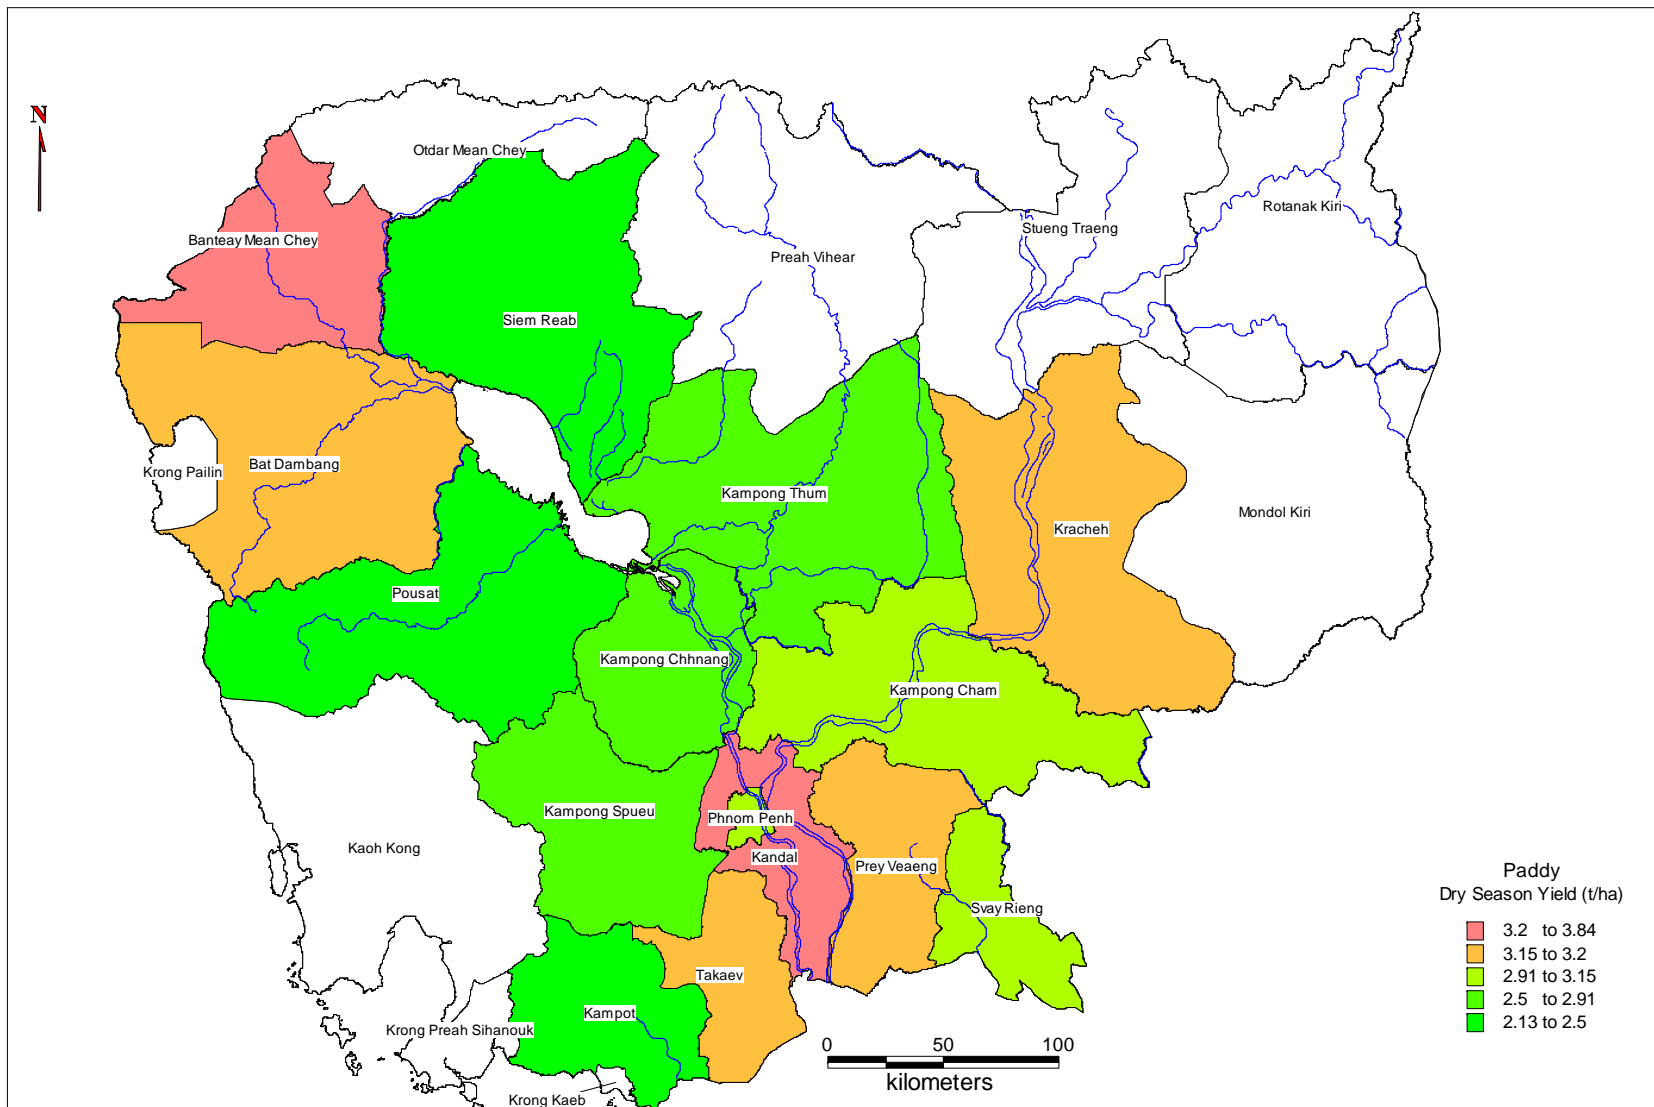 N
Otdar Mean Chey
Rotanak Kiri
Stueng Traeng
Banteay Mean Chey
Preah Vihear
Siem Reab
Krong Pailin
Bat Dambang
Kampong Thum
Mondol Kiri
Kracheh
Pousat
Kampong Chhnang
Kampong Cham
Kampong Spueu
Phnom Penh
Kaoh Kong
Kandal
Prey Veaeng
Svay Rieng
Takaev
Kampot
Krong Preah Sihanouk
Krong Kaeb
0 50 100
kilometers
Paddy
Dry Season Yield (t/ha)
3.2 to 3.84
3.15 to 3.2
2.91 to 3.15
2.5 to 2.91
2.13 to 2.5